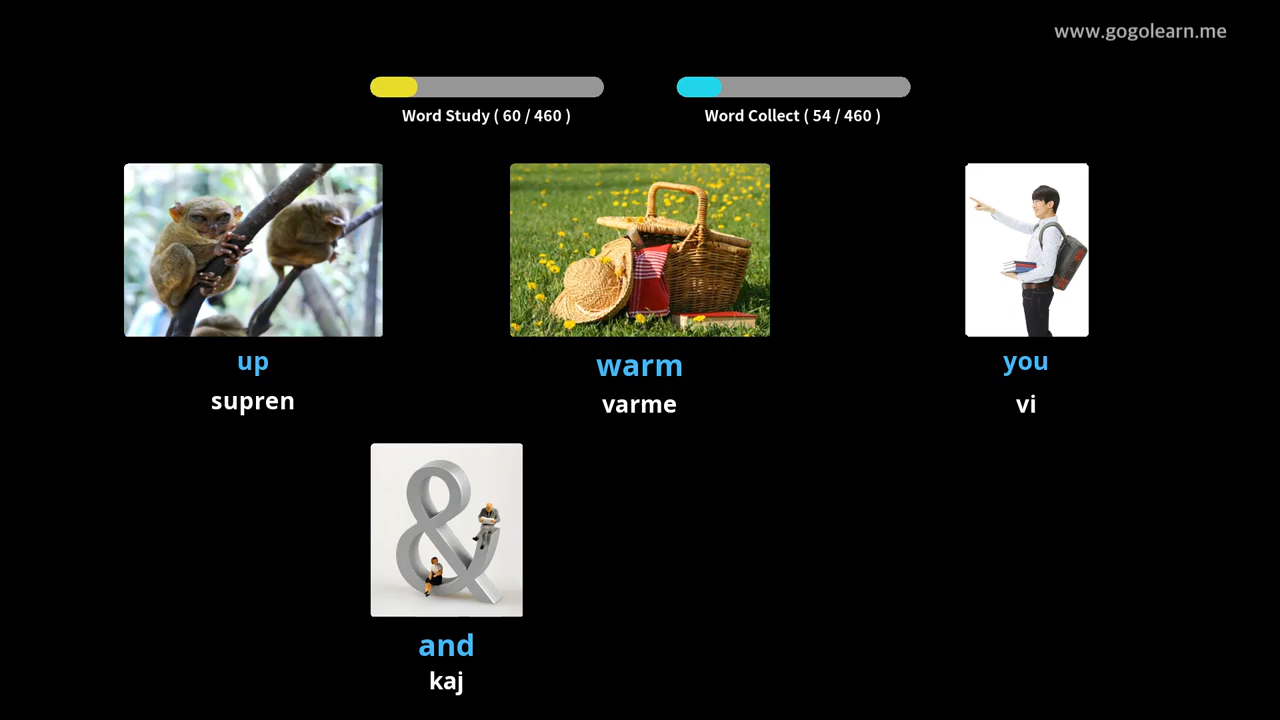 www.gogolearn.me
Word Study ( 60 / 460 )
Word Collect ( 54 / 460 )
up
supren
warm
varme
you
vi
&
and
kaj